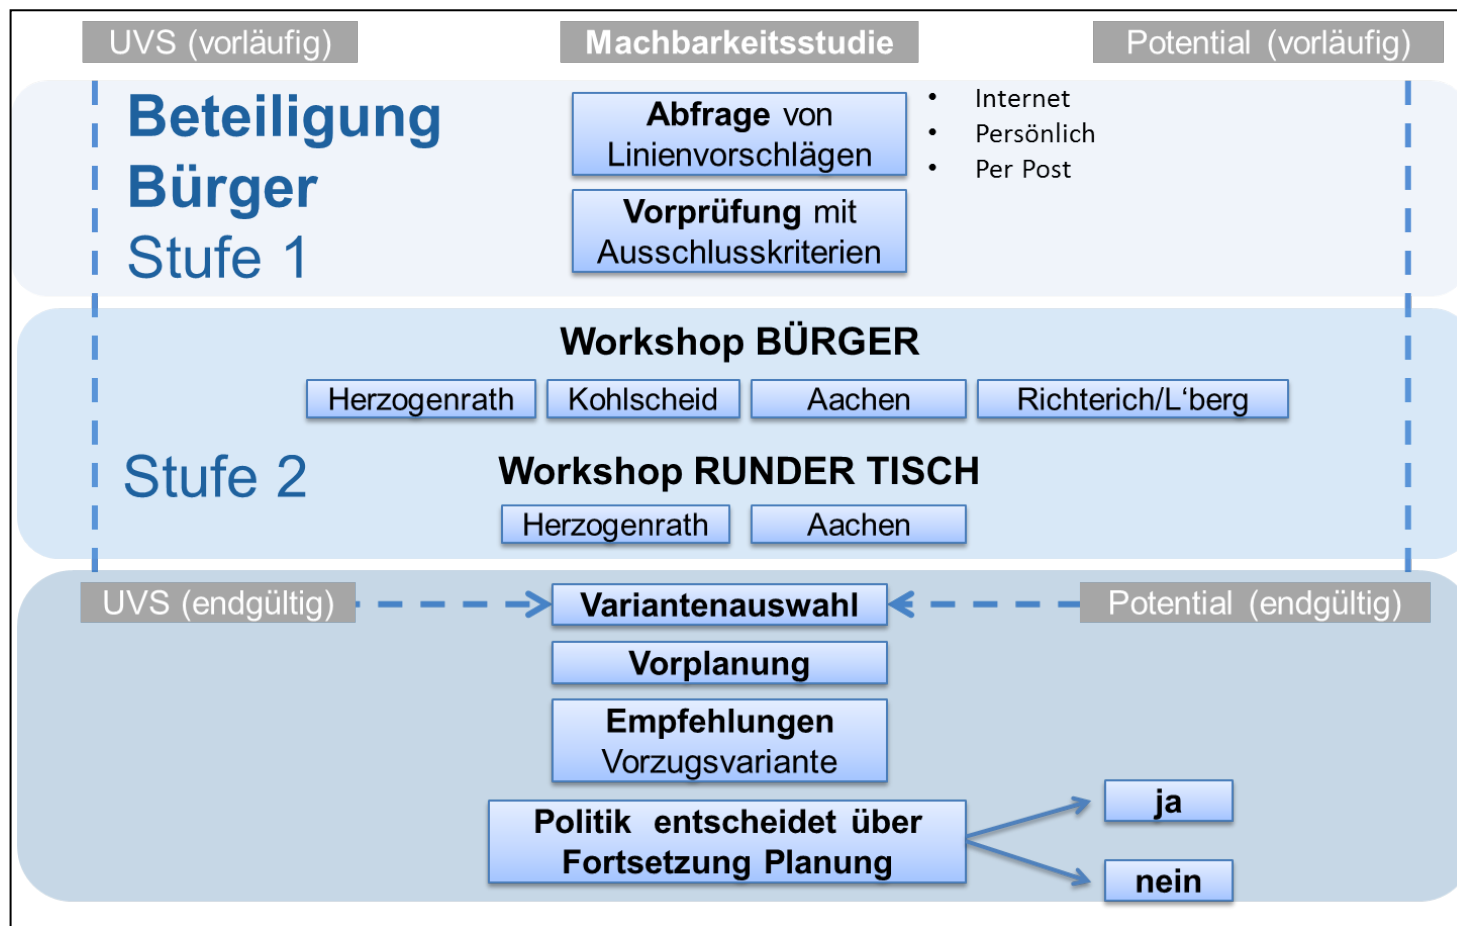 UVS (vorläufig)
Machbarkeitsstudie
Potential (vorläufig)
Beteiligung
Bürger
Stufe 1
Abfrage von
Linienvorschlägen
• Internet
• Persönlich
• Per Post
Vorprüfung mit
Ausschlusskriterien
Workshop BÜRGER
Herzogenrath
Kohlscheid
Aachen
Richterich/L‘berg
Stufe 2
Workshop RUNDER TISCH
Herzogenrath
Aachen
UVS (endgültig)
Variantenauswahl
Potential (endgültig)
Vorplanung
Empfehlungen
Vorzugsvariante
Politik entscheidet über
Fortsetzung Planung
ja
nein